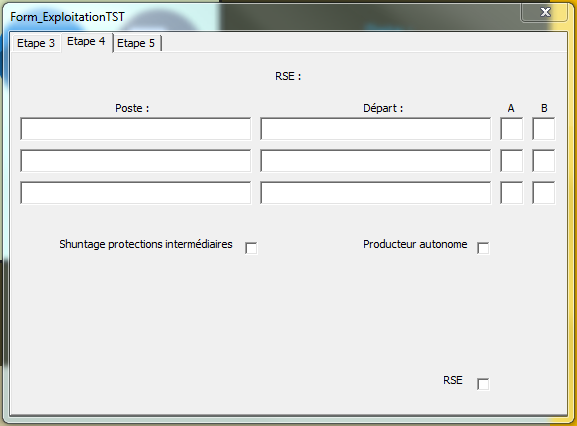 Form_ExploitationTST
Etape 3 Etape 4 Etape 5
RSE :
Poste : Départ : A B
Shuntage protections intermédiaires Producteur autonome
RSE